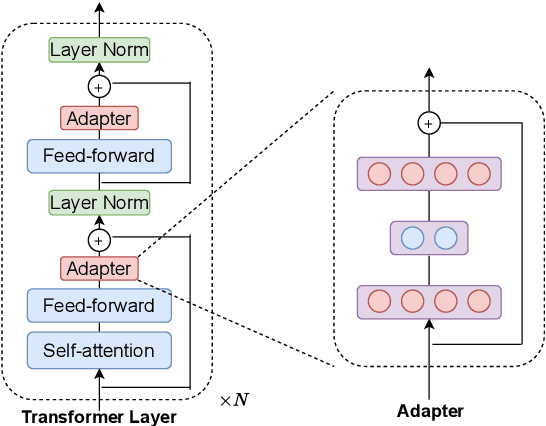 Layer Norm
+
Adapter
Feed-forward
Layer Norm
+
Adapter
Feed-forward
Self-attention
×N
Transformer Layer
+
Adapter